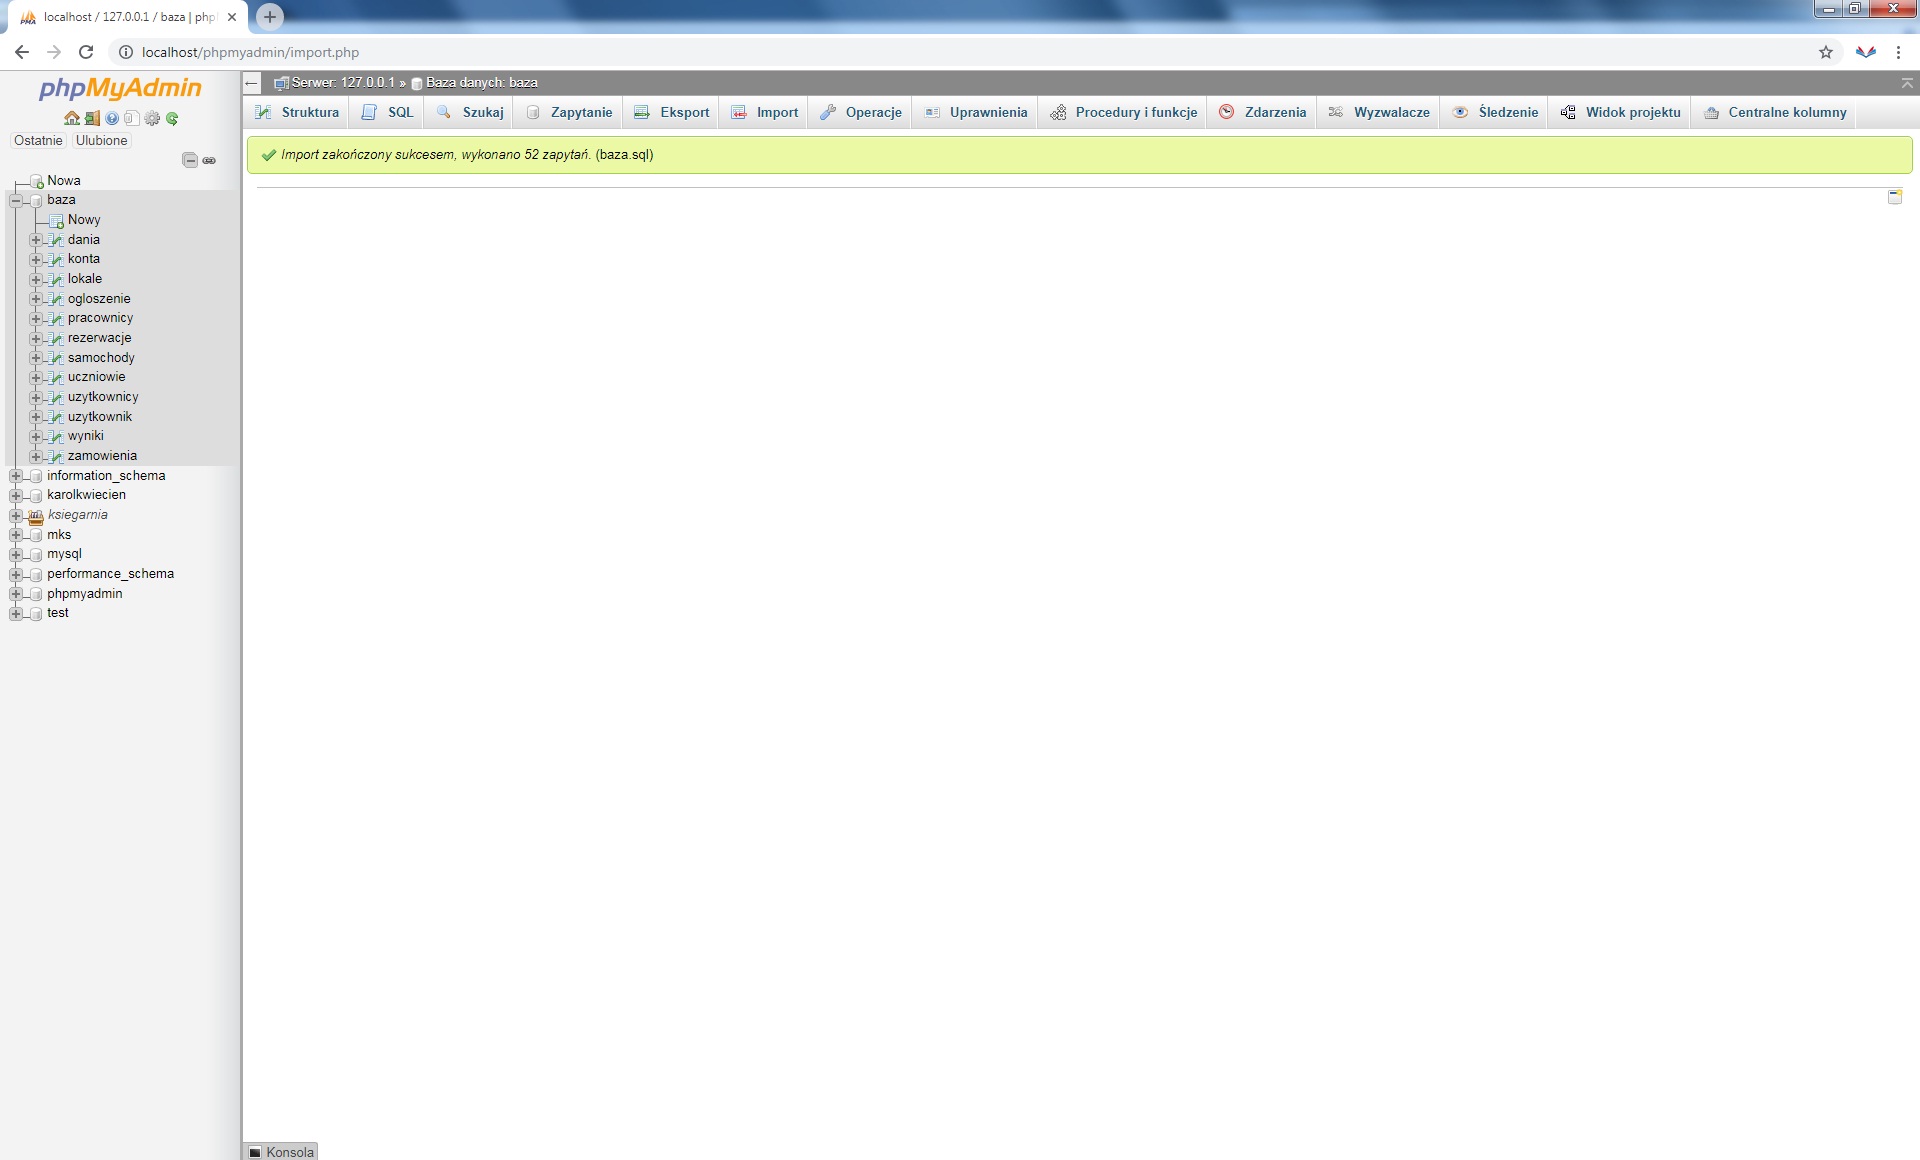 localhost / 127.0.0.1 / baza | php
localhost/phpmyadmin/import.php
phpMyAdmin
Ostatnie Ulubione
Nowa
baza
Nowy
dania
konta
lokale
ogloszenie
pracownicy
rezerwacje
samochody
uczniowie
uzytkownicy
uzytkownik
wyniki
zamowienia
information_schema
karolkwiecien
ksiegarnia
mks
mysql
performance_schema
phpmyadmin
test
Serwer: 127.0.0.1 » Baza danych: baza
Struktura SQL Szukaj Zapytanie Eksport Import Operacje Uprawnienia Procedury i funkcje Zdarzenia Wyzwalacze Śledzenie Widok projektu Centralne kolumny
Import zakończony sukcesem, wykonano 52 zapytań. (baza.sql)
Konsola